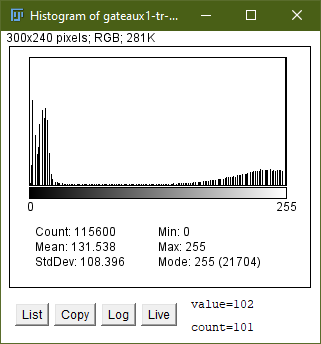 Histogram of gateaux1-tr-...
300x240 pixels; RGB; 281K
0 255
Count: 115600 Min: 0
Mean: 131.538 Max: 255
StdDev: 108.396 Mode: 255 (21704)
List Copy Log Live value=102
count=101